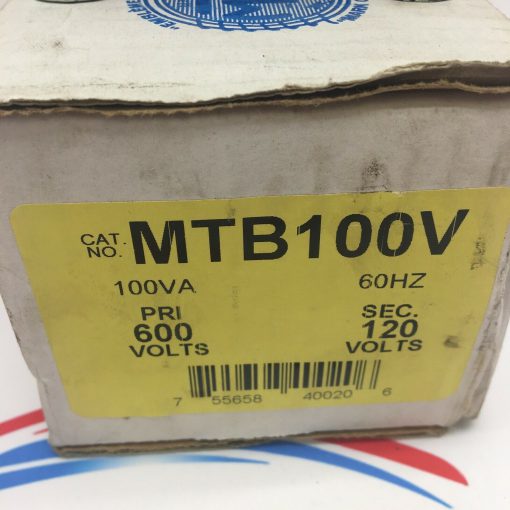 CAT. NO. MTB100V
100VA 60HZ
PRI SEC.
600 120
VOLTS VOLTS
7 55658 40020 6